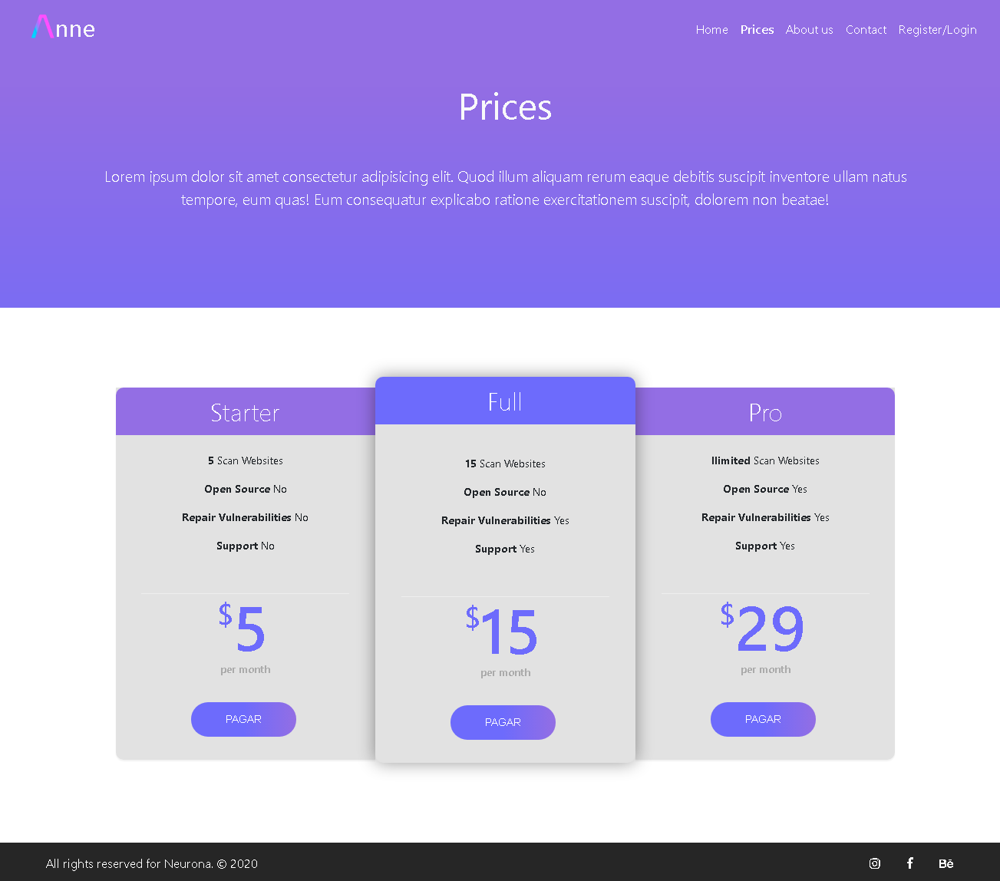 Anne
Home Prices About us Contact Register/Login
Prices
Lorem ipsum dolor sit amet consectetur adipisicing elit. Quod illum aliquam rerum eaque debitis suscipit inventore ullam natus
tempore, eum quas! Eum consequatur explicabo ratione exercitationem suscipit, dolorem non beatae!
Starter
5 Scan Websites
Open Source No
Repair Vulnerabilities No
Support No
$5
per month
PAGAR
Full
15 Scan Websites
Open Source No
Repair Vulnerabilities Yes
Support Yes
$15
per month
PAGAR
Pro
Ilimited Scan Websites
Open Source Yes
Repair Vulnerabilities Yes
Support Yes
$29
per month
PAGAR
All rights reserved for Neurona. © 2020